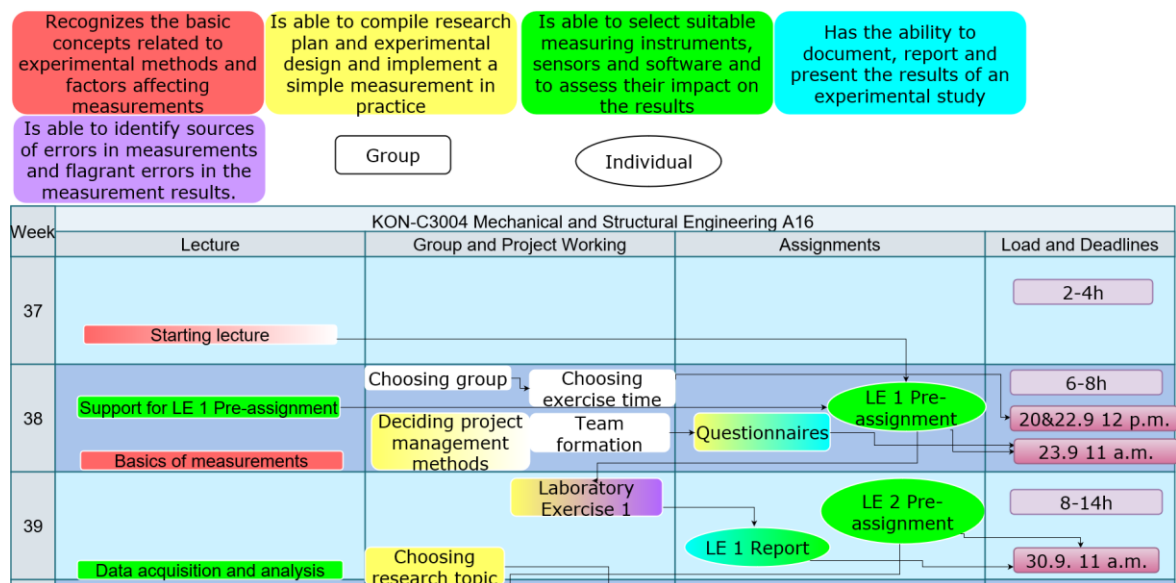 Recognizes the basic
concepts related to
experimental methods and
factors affecting
measurements
Is able to compile research
plan and experimental
design and implement a
simple measurement in
practice
Is able to select suitable
measuring instruments,
sensors and software and
to assess their impact on
the results
Has the ability to
document, report and
present the results of an
experimental study
Is able to identify sources
of errors in measurements
and flagrant errors in the
measurement results.
Group
Individual
Week
KON-C3004 Mechanical and Structural Engineering A16
Lecture
Group and Project Working
Assignments
Load and Deadlines
37
2-4h
Starting lecture
38
Choosing group
Choosing
exercise time
6-8h
Support for LE 1 Pre-assignment
LE 1 Pre-
assignment
20&22.9 12 p.m.
Deciding project
management
methods
Team
formation
Questionnaires
23.9 11 a.m.
Basics of measurements
39
Laboratory
Exercise 1
LE 2 Pre-
assignment
8-14h
LE 1 Report
30.9. 11 a.m.
Data acquisition and analysis
Choosing
research topic